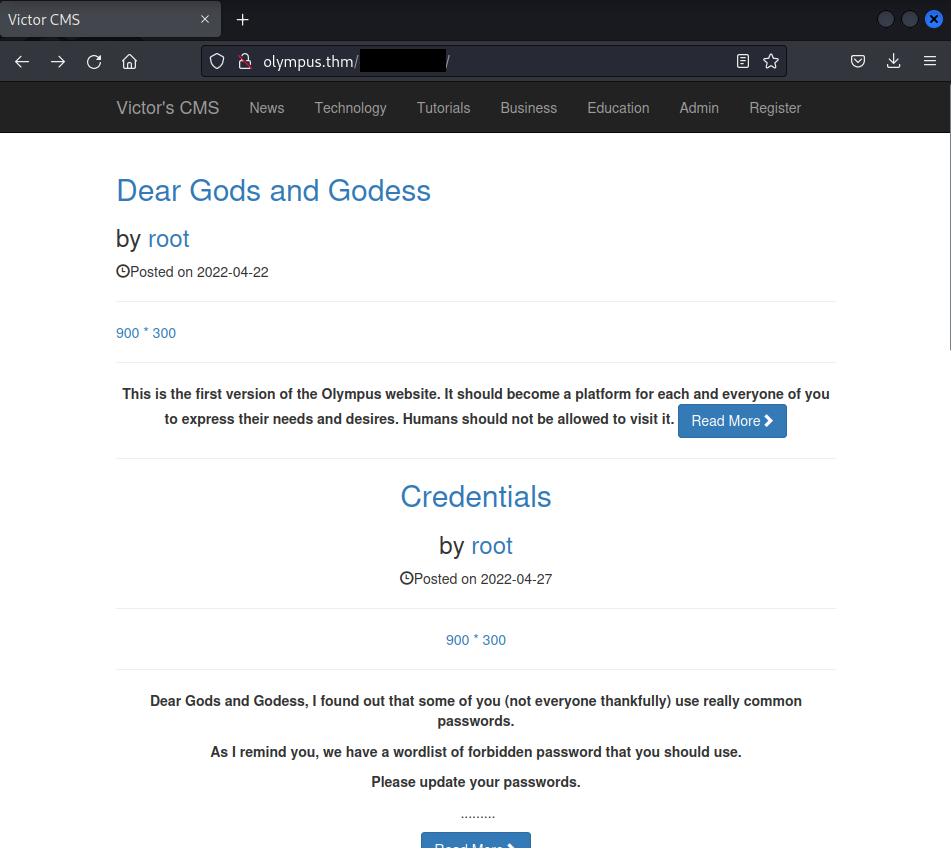 Victor CMS
olympus.thm/ /
Victor's CMS News Technology Tutorials Business Education Admin Register
Dear Gods and Godess
by root
Posted on 2022-04-22
900 * 300
This is the first version of the Olympus website. It should become a platform for each and everyone of you
to express their needs and desires. Humans should not be allowed to visit it. Read More
Credentials
by root
Posted on 2022-04-27
900 * 300
Dear Gods and Godess, I found out that some of you (not everyone thankfully) use really common
passwords.
As I remind you, we have a wordlist of forbidden password that you should use.
Please update your passwords.
.........
Read More